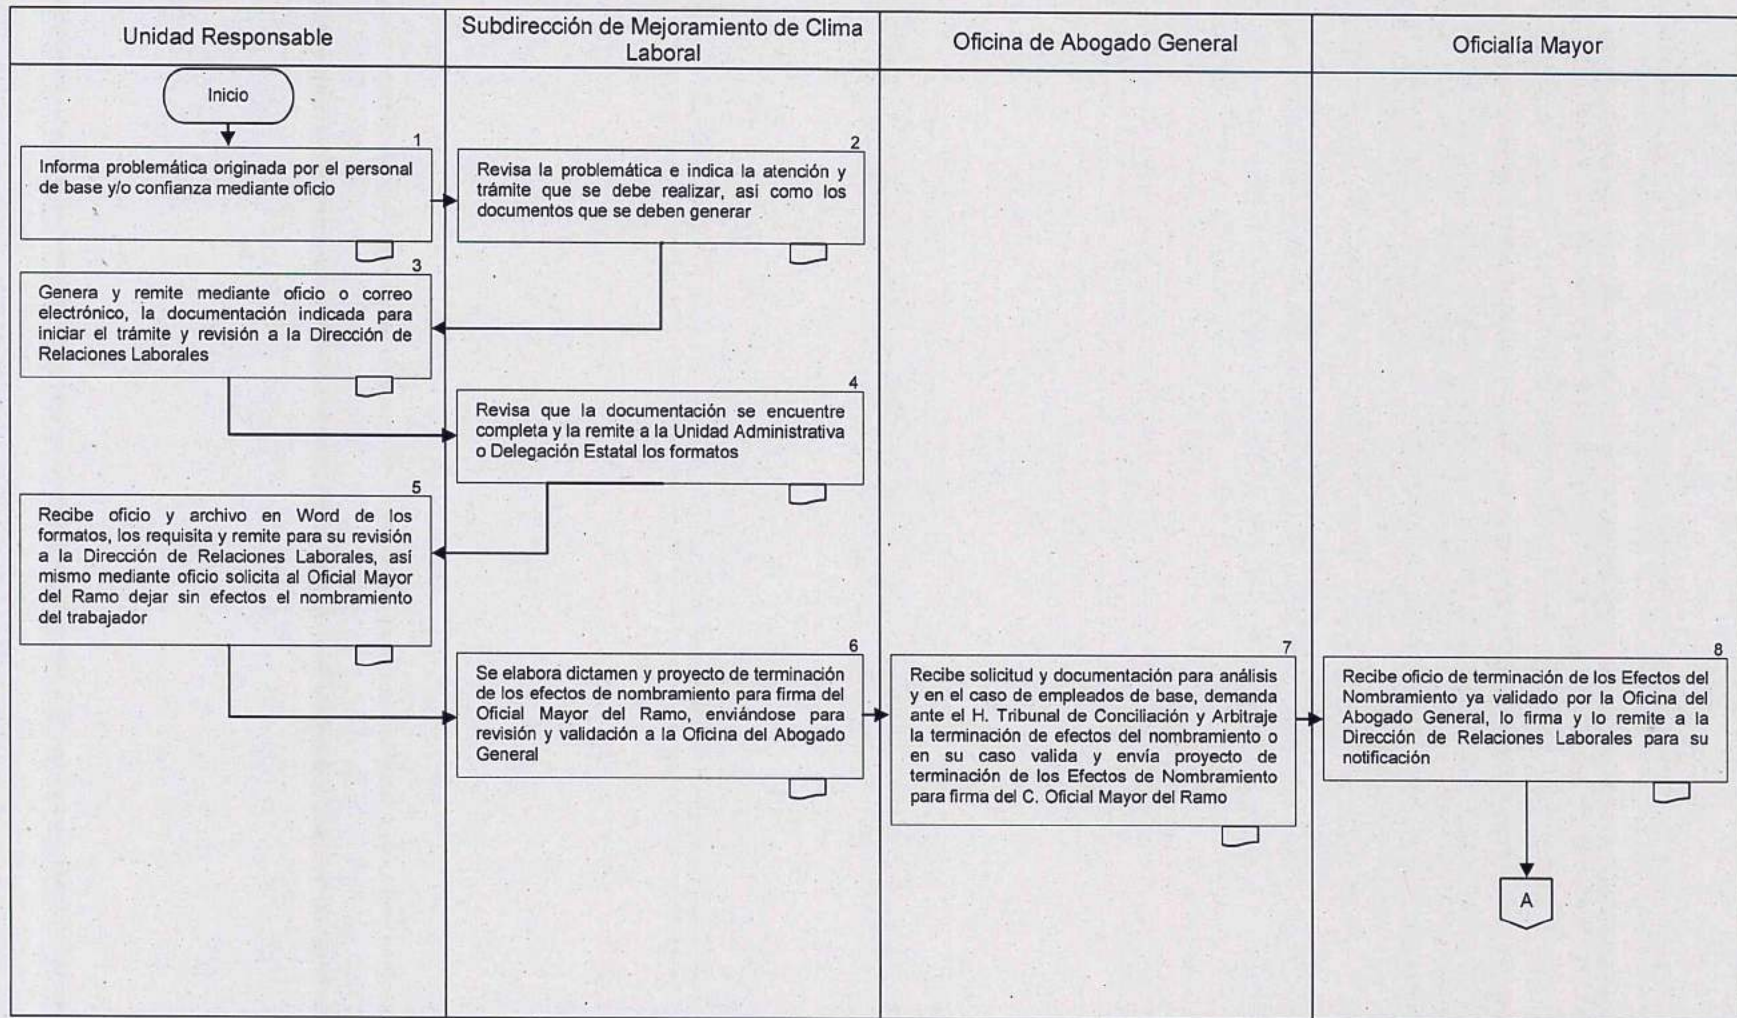 Unidad Responsable
Subdirección de Mejoramiento de Clima
Laboral
Oficina de Abogado General
Oficialía Mayor
Inicio
1
Informa problemática originada por el personal
de base y/o confianza mediante oficio
2
Revisa la problemática e indica la atención y
trámite que se debe realizar, así como los
documentos que se deben generar
3
Genera y remite mediante oficio o correo
electrónico, la documentación indicada para
iniciar el trámite y revisión a la Dirección de
Relaciones Laborales
4
Revisa que la documentación se encuentre
completa y la remite a la Unidad Administrativa
o Delegación Estatal los formatos
5
Recibe oficio y archivo en Word de los
formatos, los requisita y remite para su revisión
a la Dirección de Relaciones Laborales, así
mismo mediante oficio solicita al Oficial Mayor
del Ramo dejar sin efectos el nombramiento
del trabajador
6
Se elabora dictamen y proyecto de terminación
de los efectos de nombramiento para firma del
Oficial Mayor del Ramo, enviándose para
revisión y validación a la Oficina del Abogado
General
7
Recibe solicitud y documentación para análisis
y en el caso de empleados de base, demanda
ante el H. Tribunal de Conciliación y Arbitraje
la terminación de efectos del nombramiento o
en su caso valida y envía proyecto de
terminación de los Efectos de Nombramiento
para firma del C. Oficial Mayor del Ramo
8
Recibe oficio de terminación de los Efectos del
Nombramiento ya validado por la Oficina del
Abogado General, lo firma y lo remite a la
Dirección de Relaciones Laborales para su
notificación
A